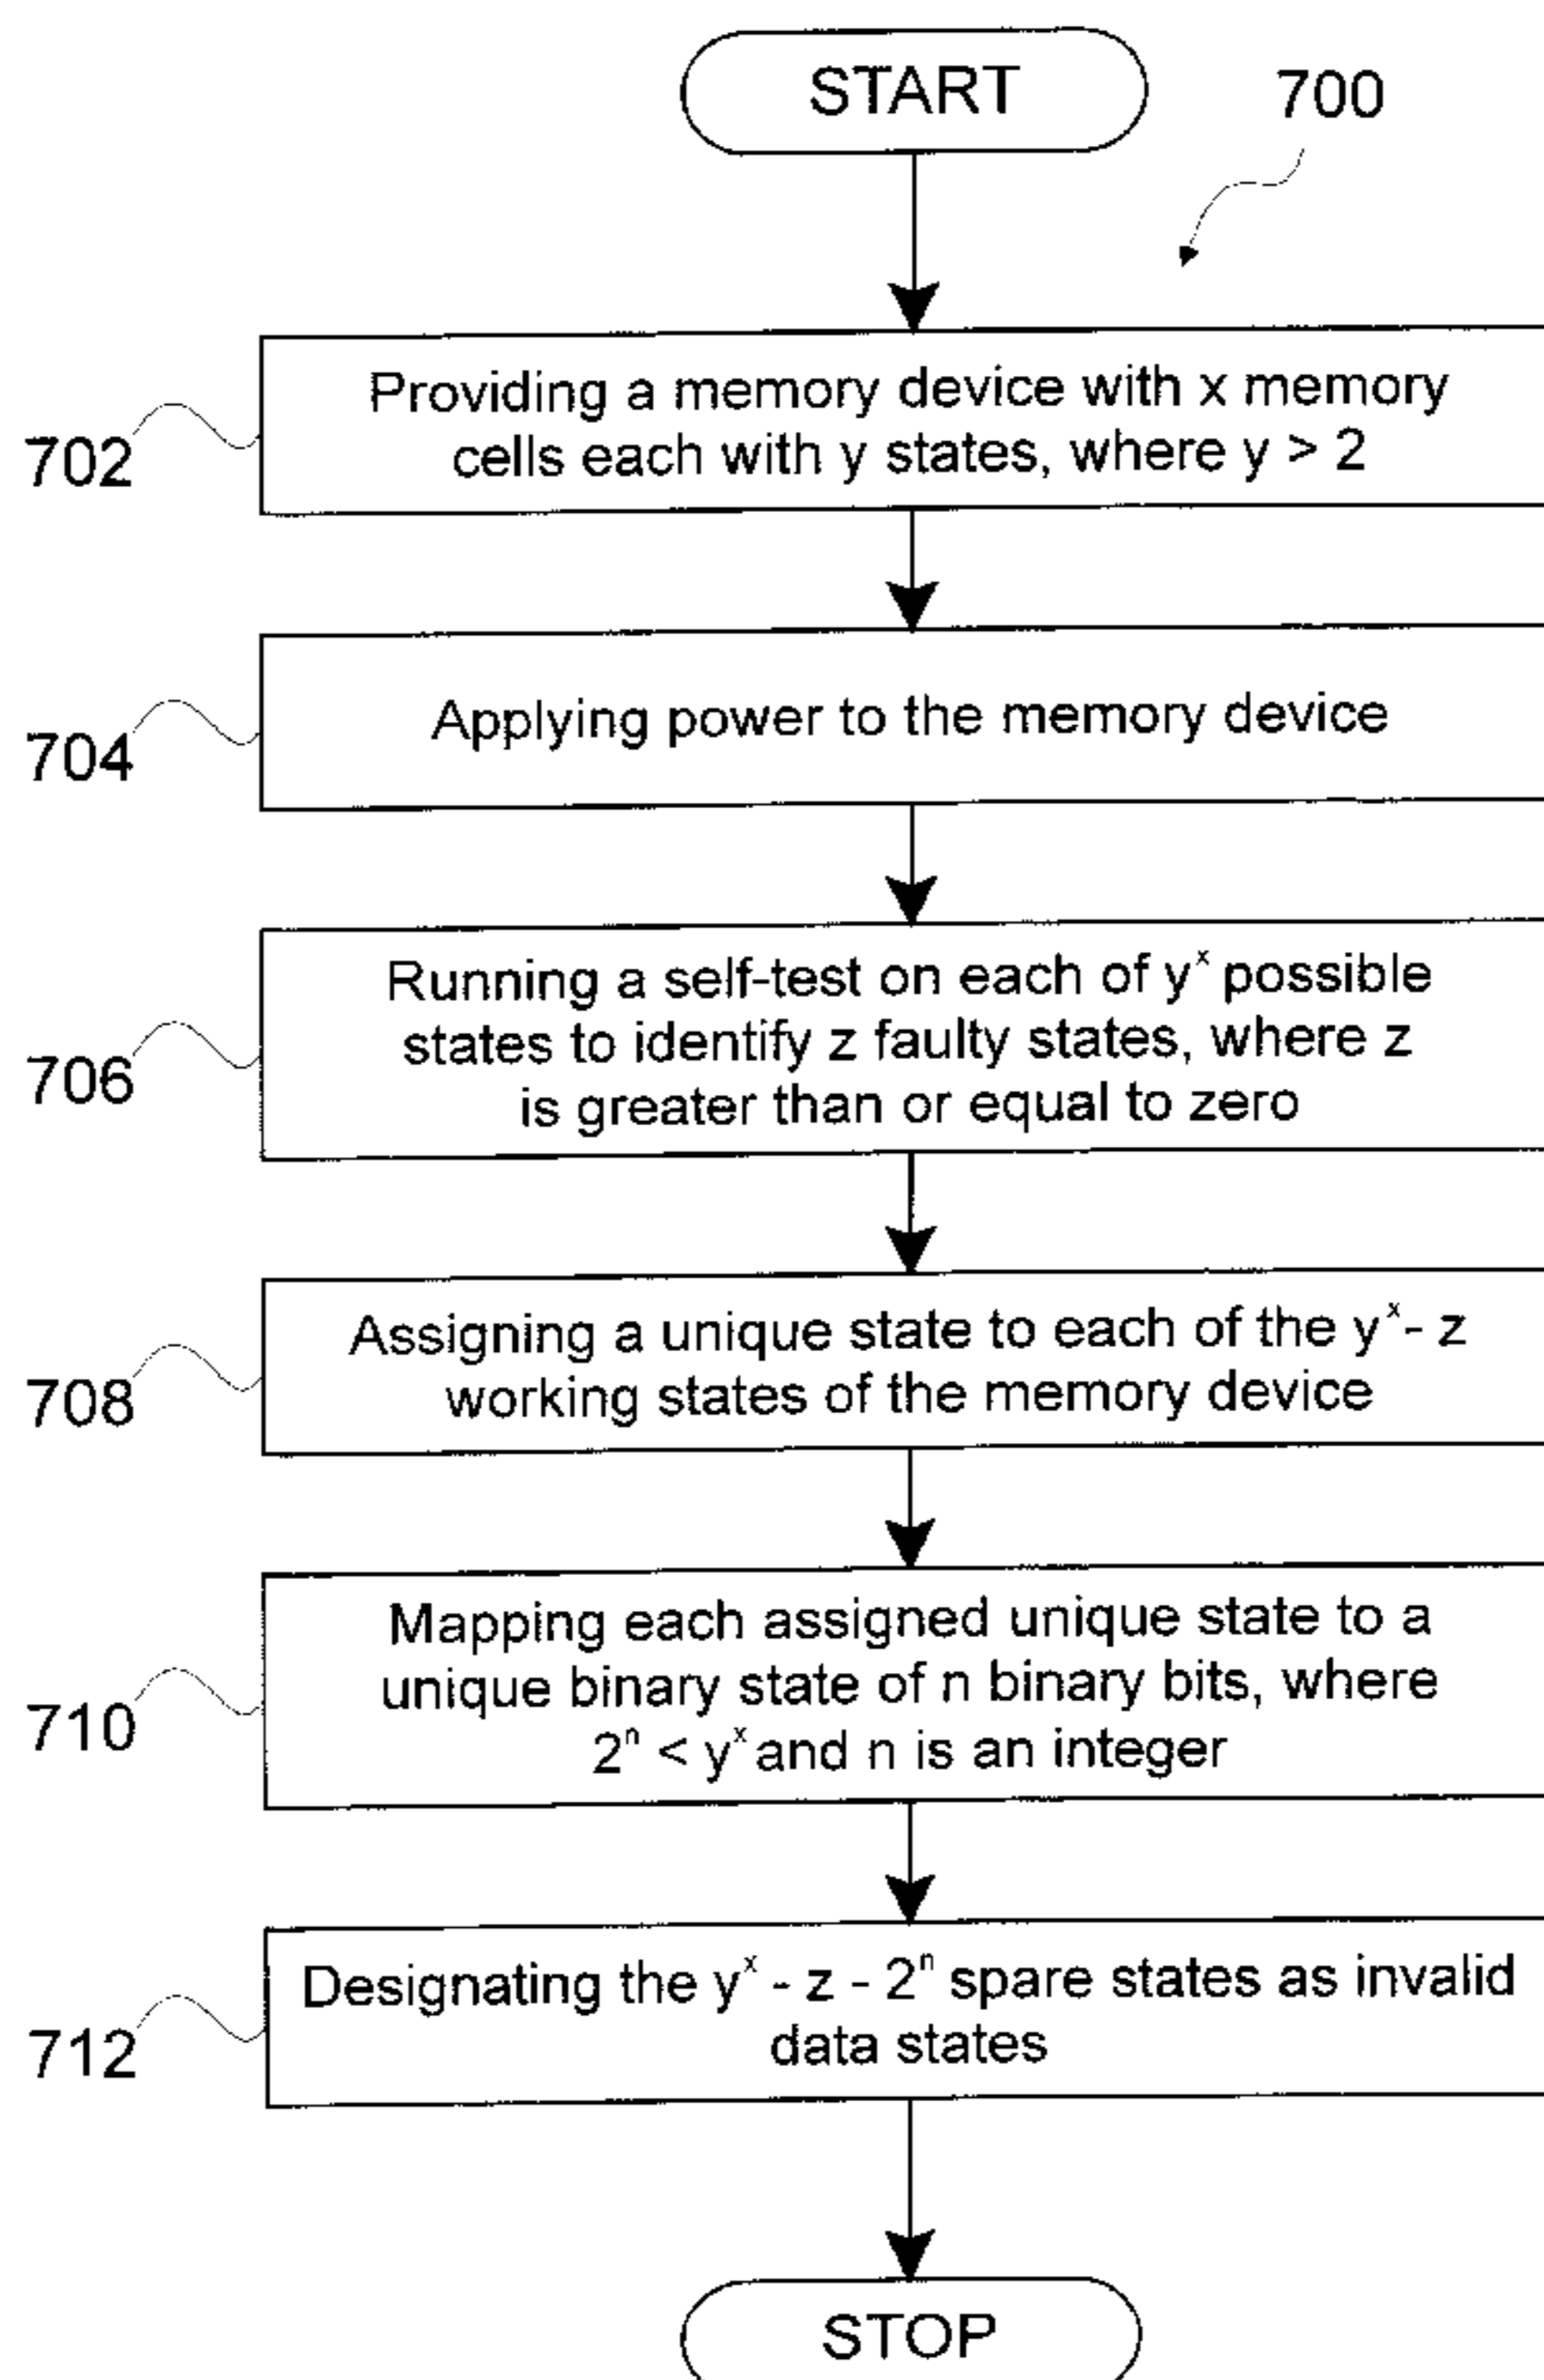 START
700
Providing a memory device with x memory
cells each with y states, where y > 2
702
Applying power to the memory device
704
Running a self-test on each of yˣ possible
states to identify z faulty states, where z
is greater than or equal to zero
706
Assigning a unique state to each of the yˣ- z
working states of the memory device
708
Mapping each assigned unique state to a
unique binary state of n binary bits, where
2ⁿ < yˣ and n is an integer
710
Designating the yˣ - z - 2ⁿ spare states as invalid
data states
712
STOP